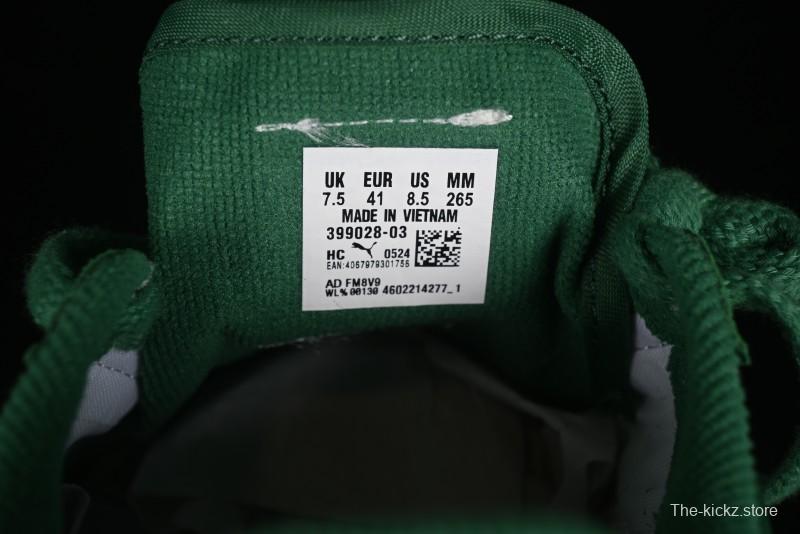 UK EUR US MM
7.5 41 8.5 265
MADE IN VIETNAM
399028-03
HC 0524
EAN:4067979301755
AD FM8V9
WL% 00130 4602214277_1
The-kickz.store